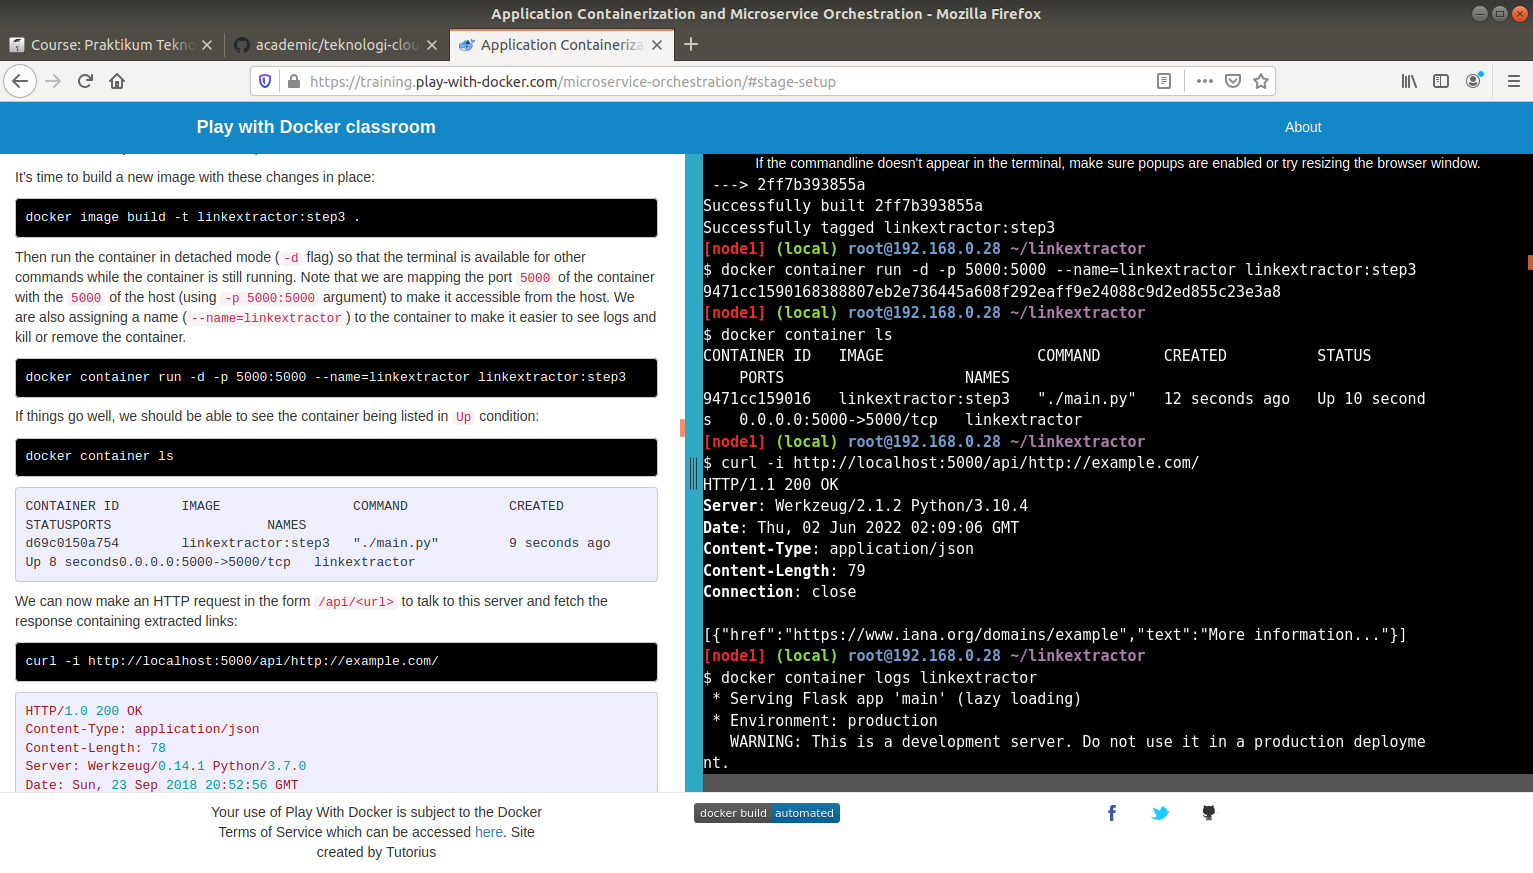 Application Containerization and Microservice Orchestration - Mozilla Firefox
Course: Praktikum Tekno
academic/teknologi-clou
Application Containeriza
https://training.play-with-docker.com/microservice-orchestration/#stage-setup
Play with Docker classroom
About
It's time to build a new image with these changes in place:
docker image build -t linkextractor:step3 .
Then run the container in detached mode ( -d flag) so that the terminal is available for other
commands while the container is still running. Note that we are mapping the port 5000 of the container
with the 5000 of the host (using -p 5000:5000 argument) to make it accessible from the host. We
are also assigning a name ( --name=linkextractor ) to the container to make it easier to see logs and
kill or remove the container.
docker container run -d -p 5000:5000 --name=linkextractor linkextractor:step3
If things go well, we should be able to see the container being listed in Up condition:
docker container ls
CONTAINER ID        IMAGE                 COMMAND             CREATED
STATUSPORTS                    NAMES
d69c0150a754        linkextractor:step3   "./main.py"         9 seconds ago
Up 8 seconds0.0.0.0:5000->5000/tcp   linkextractor
We can now make an HTTP request in the form /api/<url> to talk to this server and fetch the
response containing extracted links:
curl -i http://localhost:5000/api/http://example.com/
HTTP/1.0 200 OK
Content-Type: application/json
Content-Length: 78
Server: Werkzeug/0.14.1 Python/3.7.0
Date: Sun, 23 Sep 2018 20:52:56 GMT
If the commandline doesn't appear in the terminal, make sure popups are enabled or try resizing the browser window.
---> 2ff7b393855a
Successfully built 2ff7b393855a
Successfully tagged linkextractor:step3
[node1] (local) root@192.168.0.28 ~/linkextractor
$ docker container run -d -p 5000:5000 --name=linkextractor linkextractor:step3
9471cc1590168388807eb2e736445a608f292eaff9e24088c9d2ed855c23e3a8
[node1] (local) root@192.168.0.28 ~/linkextractor
$ docker container ls
CONTAINER ID   IMAGE                 COMMAND       CREATED          STATUS
PORTS                    NAMES
9471cc159016   linkextractor:step3   "./main.py"   12 seconds ago   Up 10 second
s   0.0.0.0:5000->5000/tcp   linkextractor
[node1] (local) root@192.168.0.28 ~/linkextractor
$ curl -i http://localhost:5000/api/http://example.com/
HTTP/1.1 200 OK
Server: Werkzeug/2.1.2 Python/3.10.4
Date: Thu, 02 Jun 2022 02:09:06 GMT
Content-Type: application/json
Content-Length: 79
Connection: close
[{"href":"https://www.iana.org/domains/example","text":"More information..."}]
[node1] (local) root@192.168.0.28 ~/linkextractor
$ docker container logs linkextractor
* Serving Flask app 'main' (lazy loading)
* Environment: production
WARNING: This is a development server. Do not use it in a production deployme
nt.
Your use of Play With Docker is subject to the Docker
Terms of Service which can be accessed here. Site
created by Tutorius
docker build automated